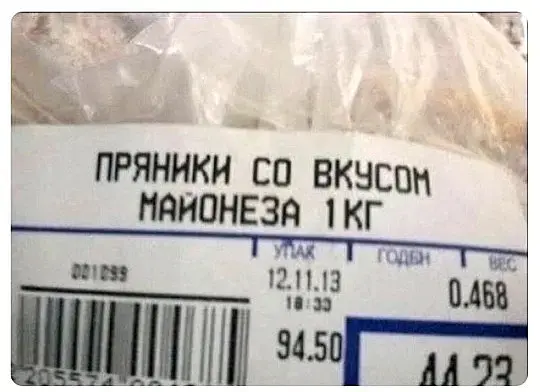 ПРЯНИКИ СО ВКУСОМ
МАЙОНЕЗА 1КГ
УПАК ГОДЕН ВЕС
001099 12.11.13 0.468
18:33
94.50 44.23